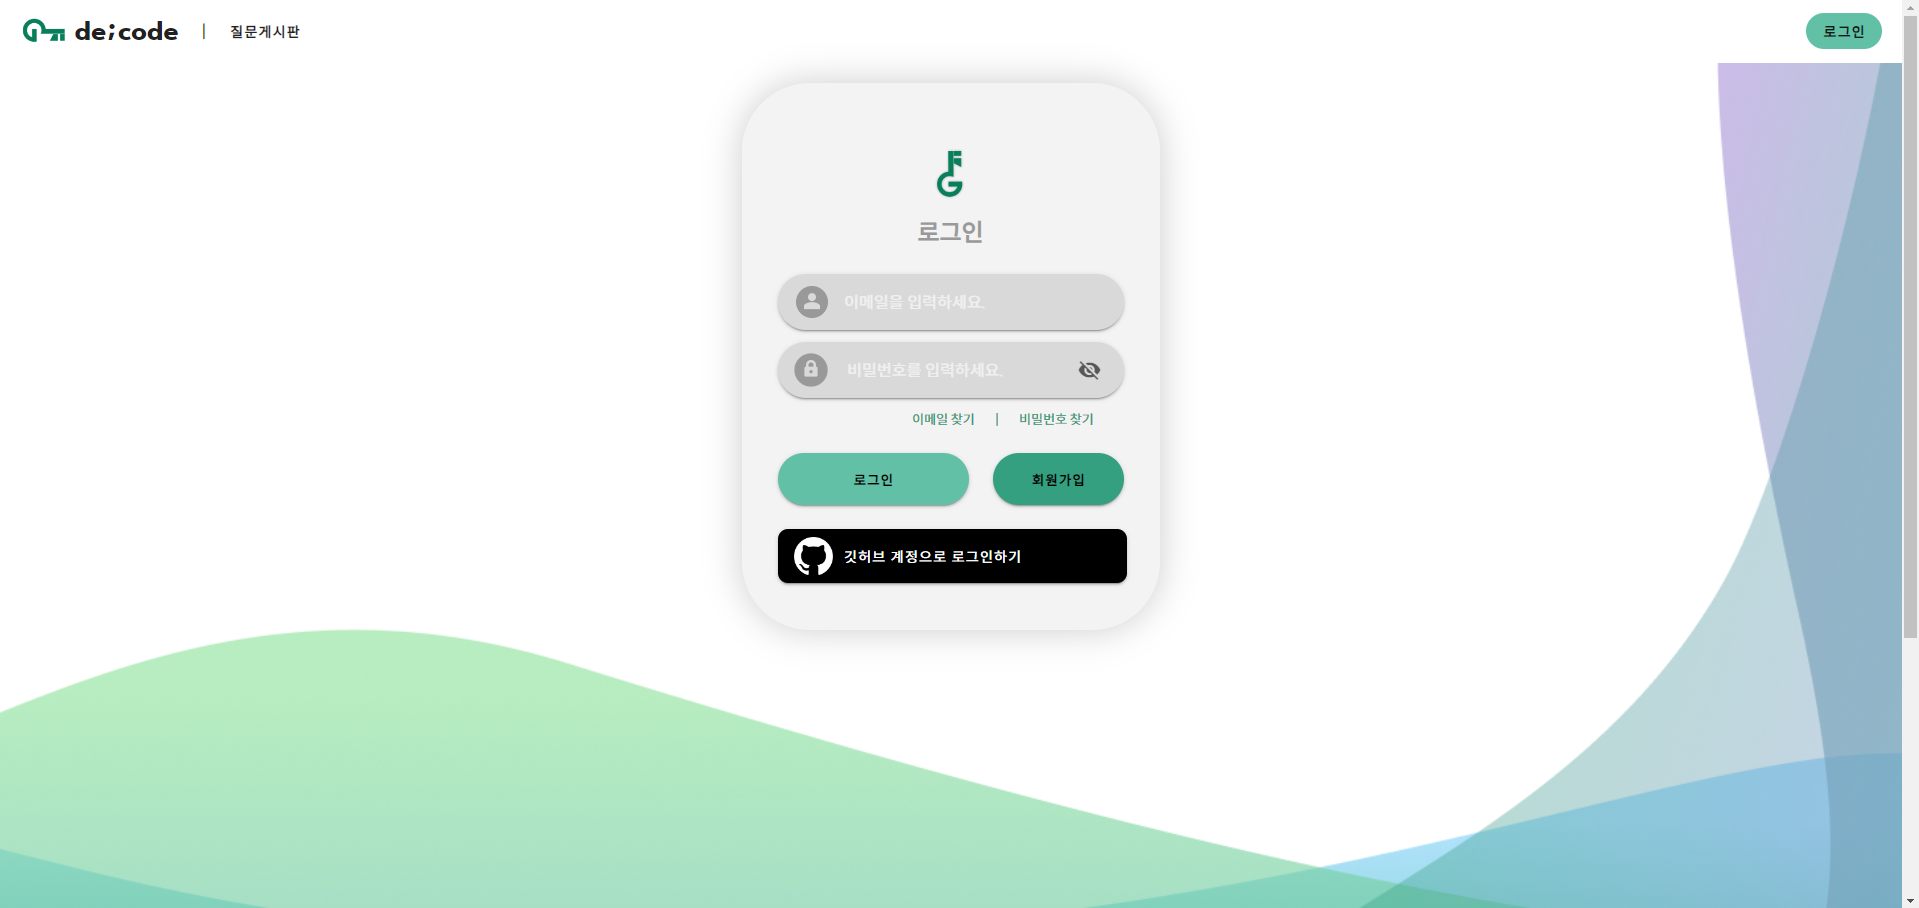 de;code | 질문게시판 로그인
로그인
이메일을 입력하세요.
비밀번호를 입력하세요.
이메일 찾기 | 비밀번호 찾기
로그인 회원가입
깃허브 계정으로 로그인하기